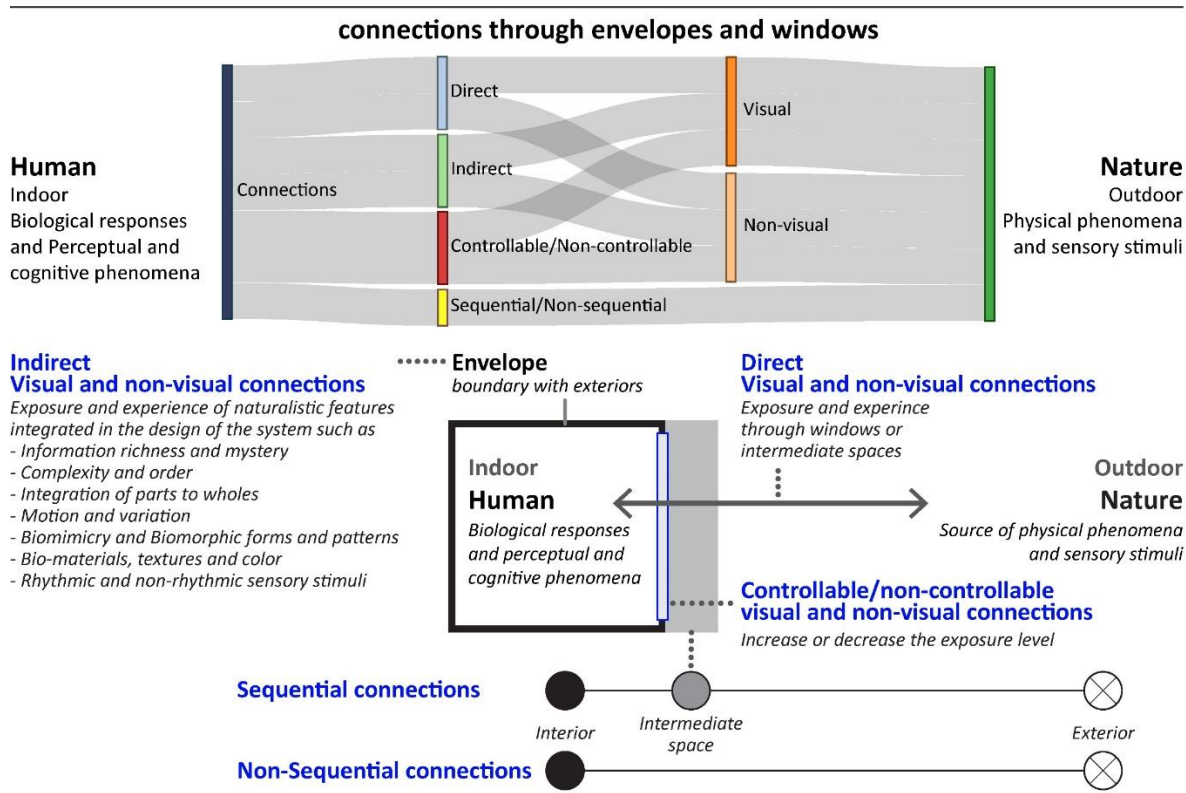 connections through envelopes and windows
Human
Indoor
Biological responses
and Perceptual and
cognitive phenomena
Connections
Direct
Indirect
Controllable/Non-controllable
Sequential/Non-sequential
Visual
Non-visual
Nature
Outdoor
Physical phenomena
and sensory stimuli
Indirect
Visual and non-visual connections
Exposure and experience of naturalistic features
integrated in the design of the system such as
- Information richness and mystery
- Complexity and order
- Integration of parts to wholes
- Motion and variation
- Biomimicry and Biomorphic forms and patterns
- Bio-materials, textures and color
- Rhythmic and non-rhythmic sensory stimuli
Envelope
boundary with exteriors
Indoor
Human
Biological responses
and perceptual and
cognitive phenomena
Direct
Visual and non-visual connections
Exposure and experince
through windows or
intermediate spaces
Outdoor
Nature
Source of physical phenomena
and sensory stimuli
Controllable/non-controllable
visual and non-visual connections
Increase or decrease the exposure level
Sequential connections
Interior
Intermediate
space
Exterior
Non-Sequential connections